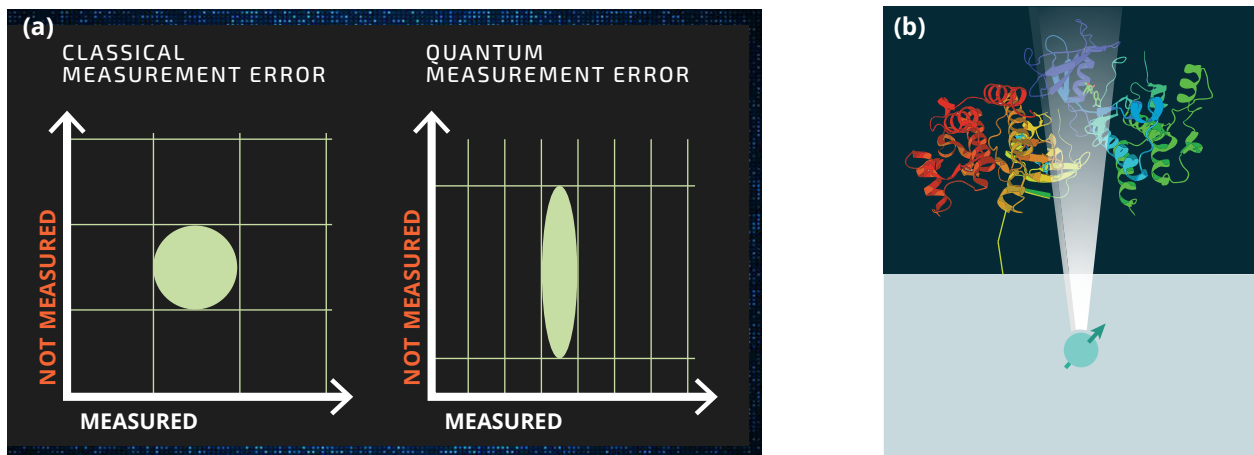 (a)
CLASSICAL
MEASUREMENT ERROR
NOT MEASURED
MEASURED
QUANTUM
MEASUREMENT ERROR
NOT MEASURED
MEASURED
(b)